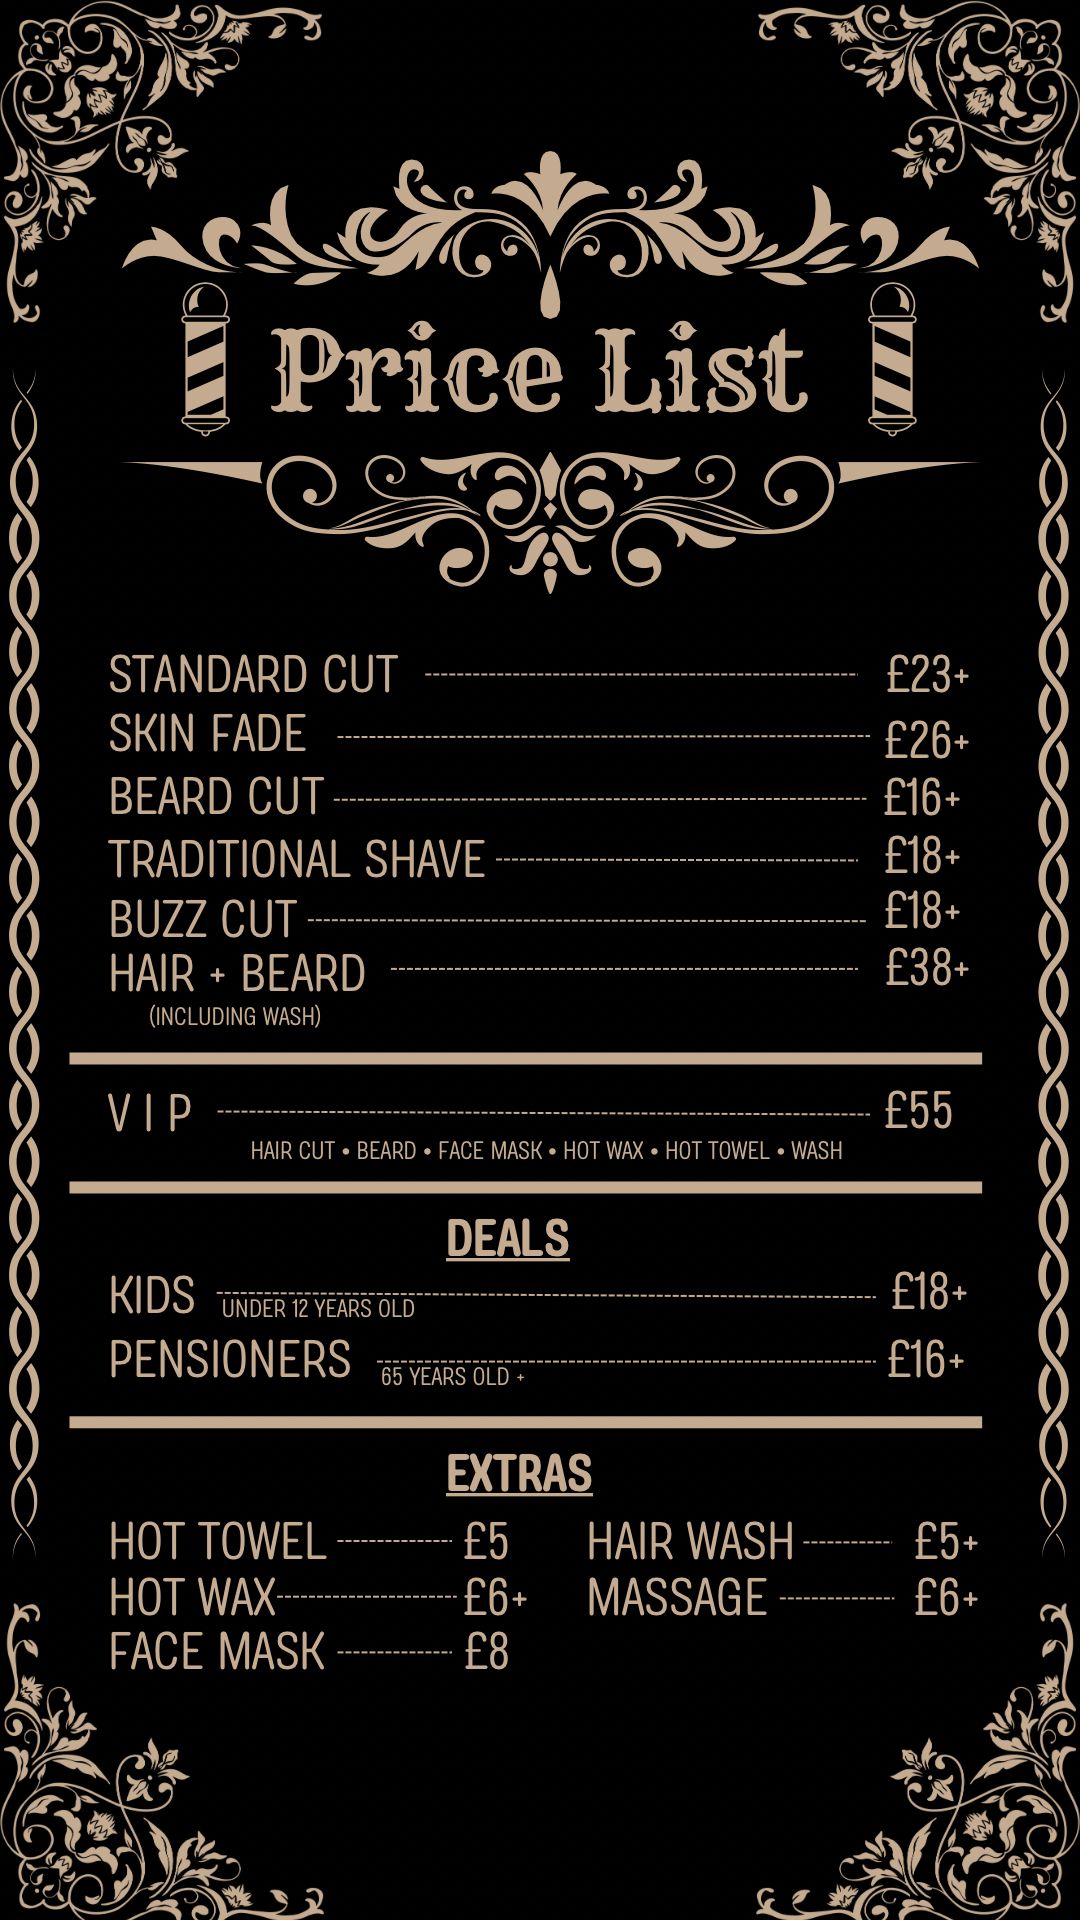 Price List
STANDARD CUT £23+
SKIN FADE £26+
BEARD CUT £16+
TRADITIONAL SHAVE £18+
BUZZ CUT £18+
HAIR + BEARD £38+
(INCLUDING WASH)
V I P £55
HAIR CUT • BEARD • FACE MASK • HOT WAX • HOT TOWEL • WASH
DEALS
KIDS £18+
UNDER 12 YEARS OLD
PENSIONERS £16+
65 YEARS OLD +
EXTRAS
HOT TOWEL £5 HAIR WASH £5+
HOT WAX £6+ MASSAGE £6+
FACE MASK £8